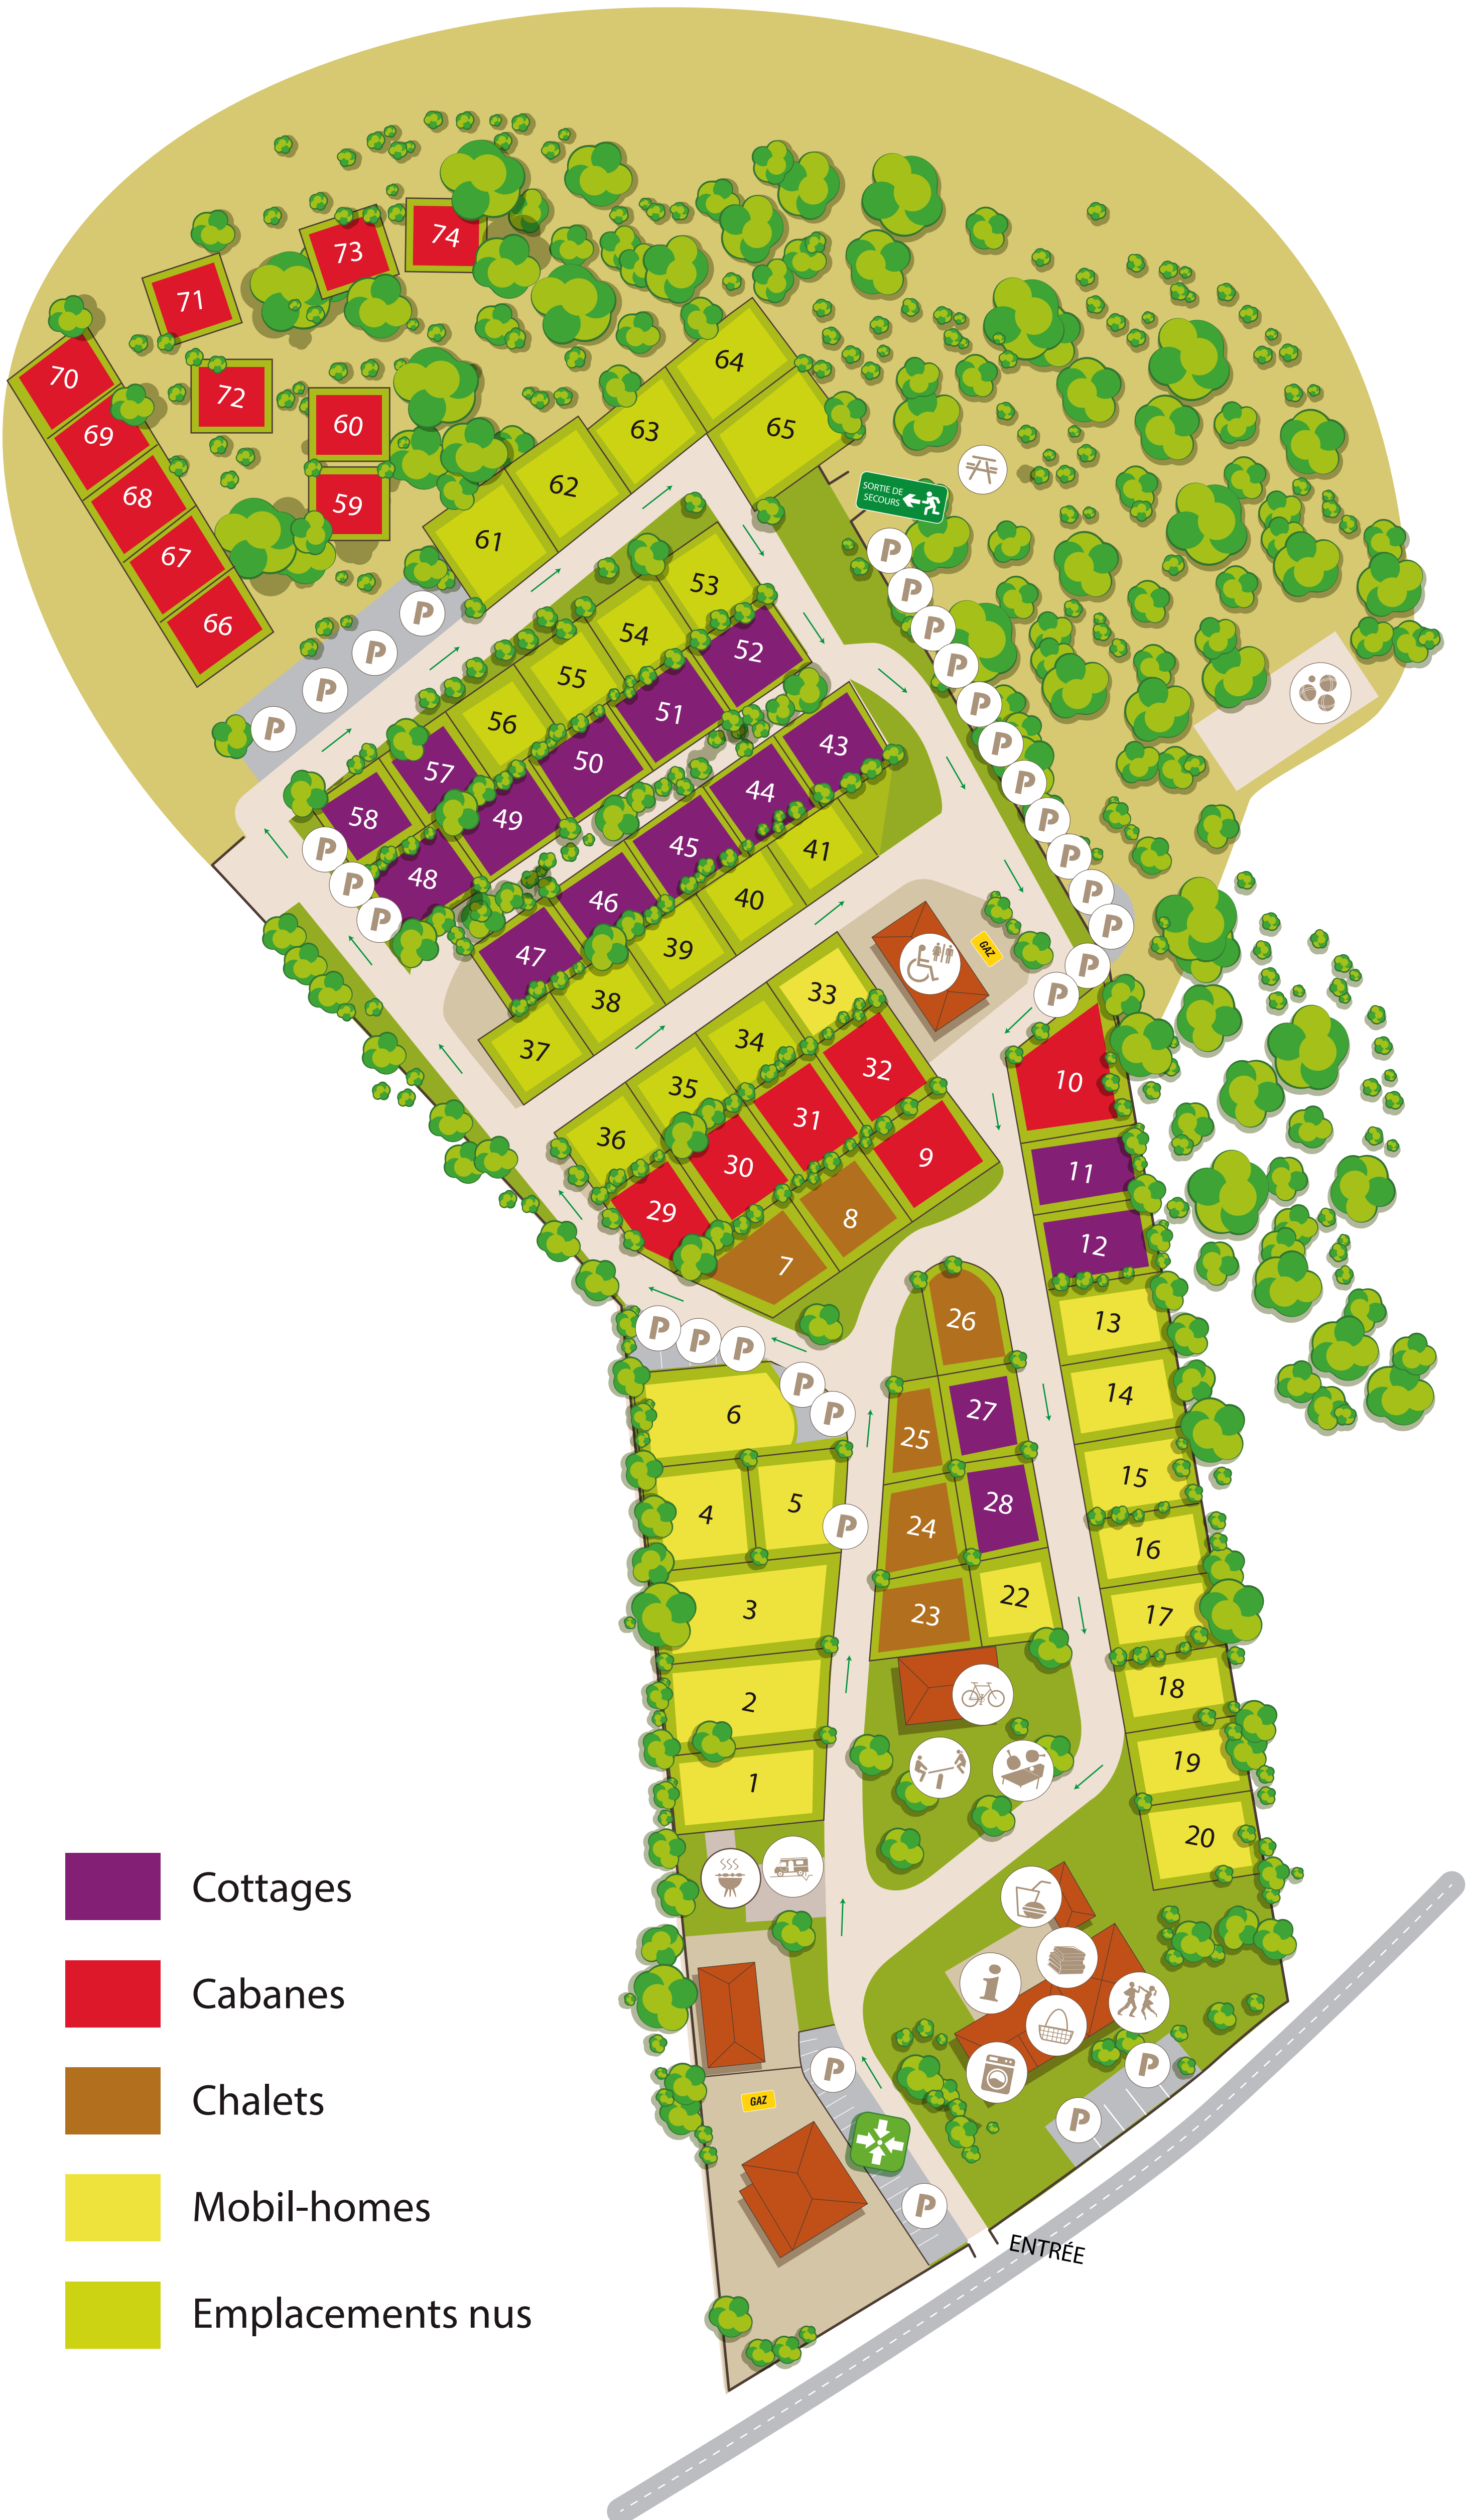 74
73
71
64
70
72
65
60
63
69
62
SORTIE DE
SECOURS
68
59
61
P
67
53
P
P
66
54
P
52
P
P
55
51
P
P
56
43
P
P
50
57
P
44
58
49
P
45
41
P
P
48
P
P
46
40
P
P
47
39
GAZ
P
33
P
38
34
37
32
10
35
31
36
9
11
30
29
8
12
7
26
13
P
P
P
P
14
6
P
27
25
15
5
28
4
P
24
16
22
3
23
17
18
2
19
1
20
i
P
P
GAZ
P
P
ENTRÉE
Cottages
Cabanes
Chalets
Mobil-homes
Emplacements nus